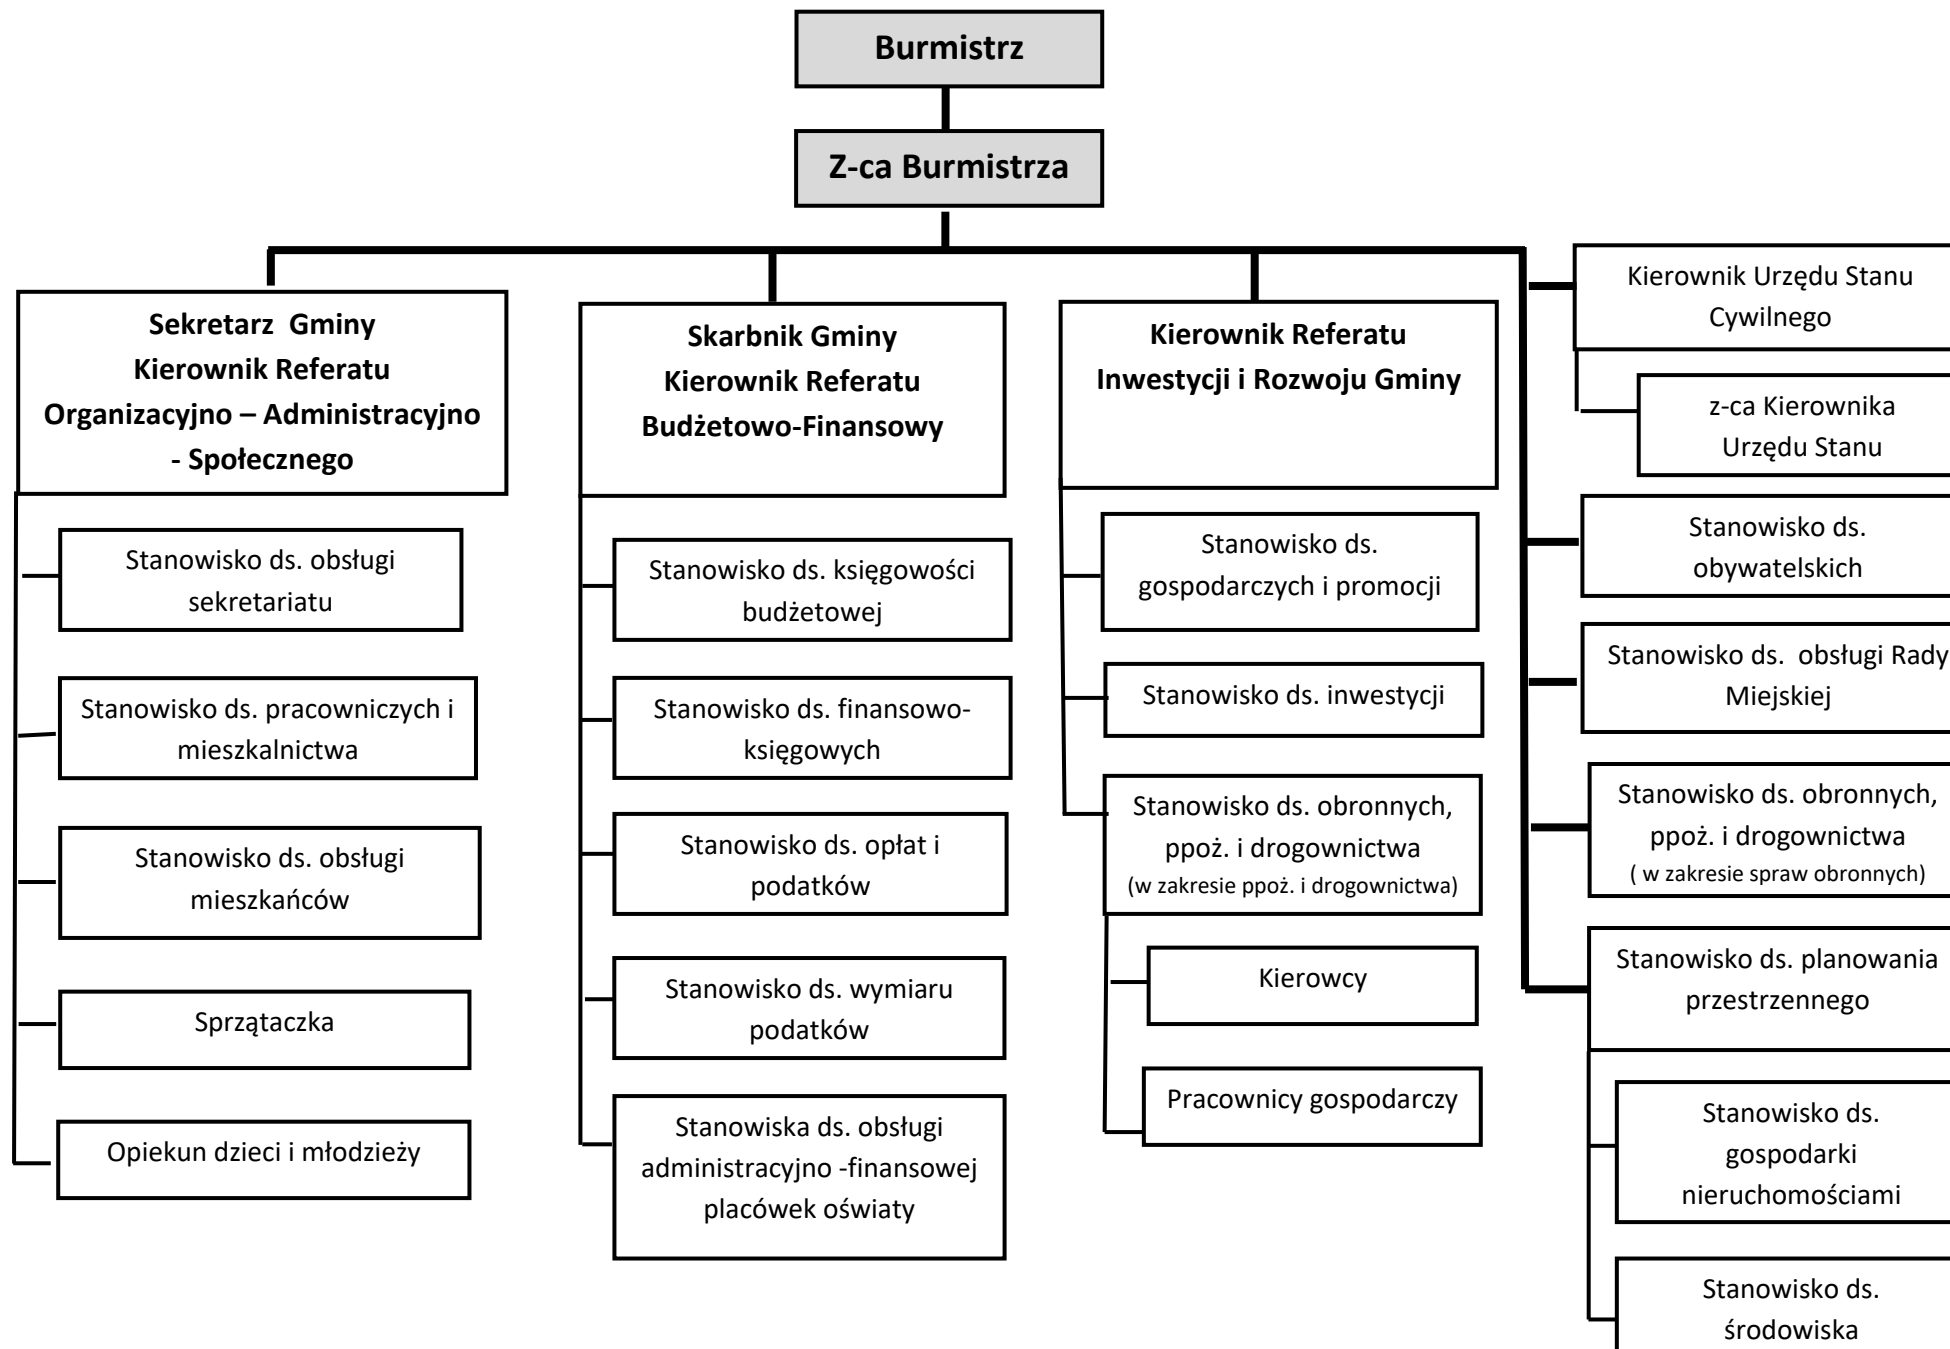 Burmistrz
Z-ca Burmistrza
Sekretarz  Gminy
Kierownik Referatu
Organizacyjno – Administracyjno
- Społecznego
Stanowisko ds. obsługi
sekretariatu
Stanowisko ds. pracowniczych i
mieszkalnictwa
Stanowisko ds. obsługi
mieszkańców
Sprzątaczka
Opiekun dzieci i młodzieży
Skarbnik Gminy
Kierownik Referatu
Budżetowo-Finansowy
Stanowisko ds. księgowości
budżetowej
Stanowisko ds. finansowo-
księgowych
Stanowisko ds. opłat i
podatków
Stanowisko ds. wymiaru
podatków
Stanowiska ds. obsługi
administracyjno -finansowej
placówek oświaty
Kierownik Referatu
Inwestycji i Rozwoju Gminy
Stanowisko ds.
gospodarczych i promocji
Stanowisko ds. inwestycji
Stanowisko ds. obronnych,
ppoż. i drogownictwa
(w zakresie ppoż. i drogownictwa)
Kierowcy
Pracownicy gospodarczy
Kierownik Urzędu Stanu
Cywilnego
z-ca Kierownika
Urzędu Stanu
Stanowisko ds.
obywatelskich
Stanowisko ds.  obsługi Rady
Miejskiej
Stanowisko ds. obronnych,
ppoż. i drogownictwa
( w zakresie spraw obronnych)
Stanowisko ds. planowania
przestrzennego
Stanowisko ds.
gospodarki
nieruchomościami
Stanowisko ds.
środowiska